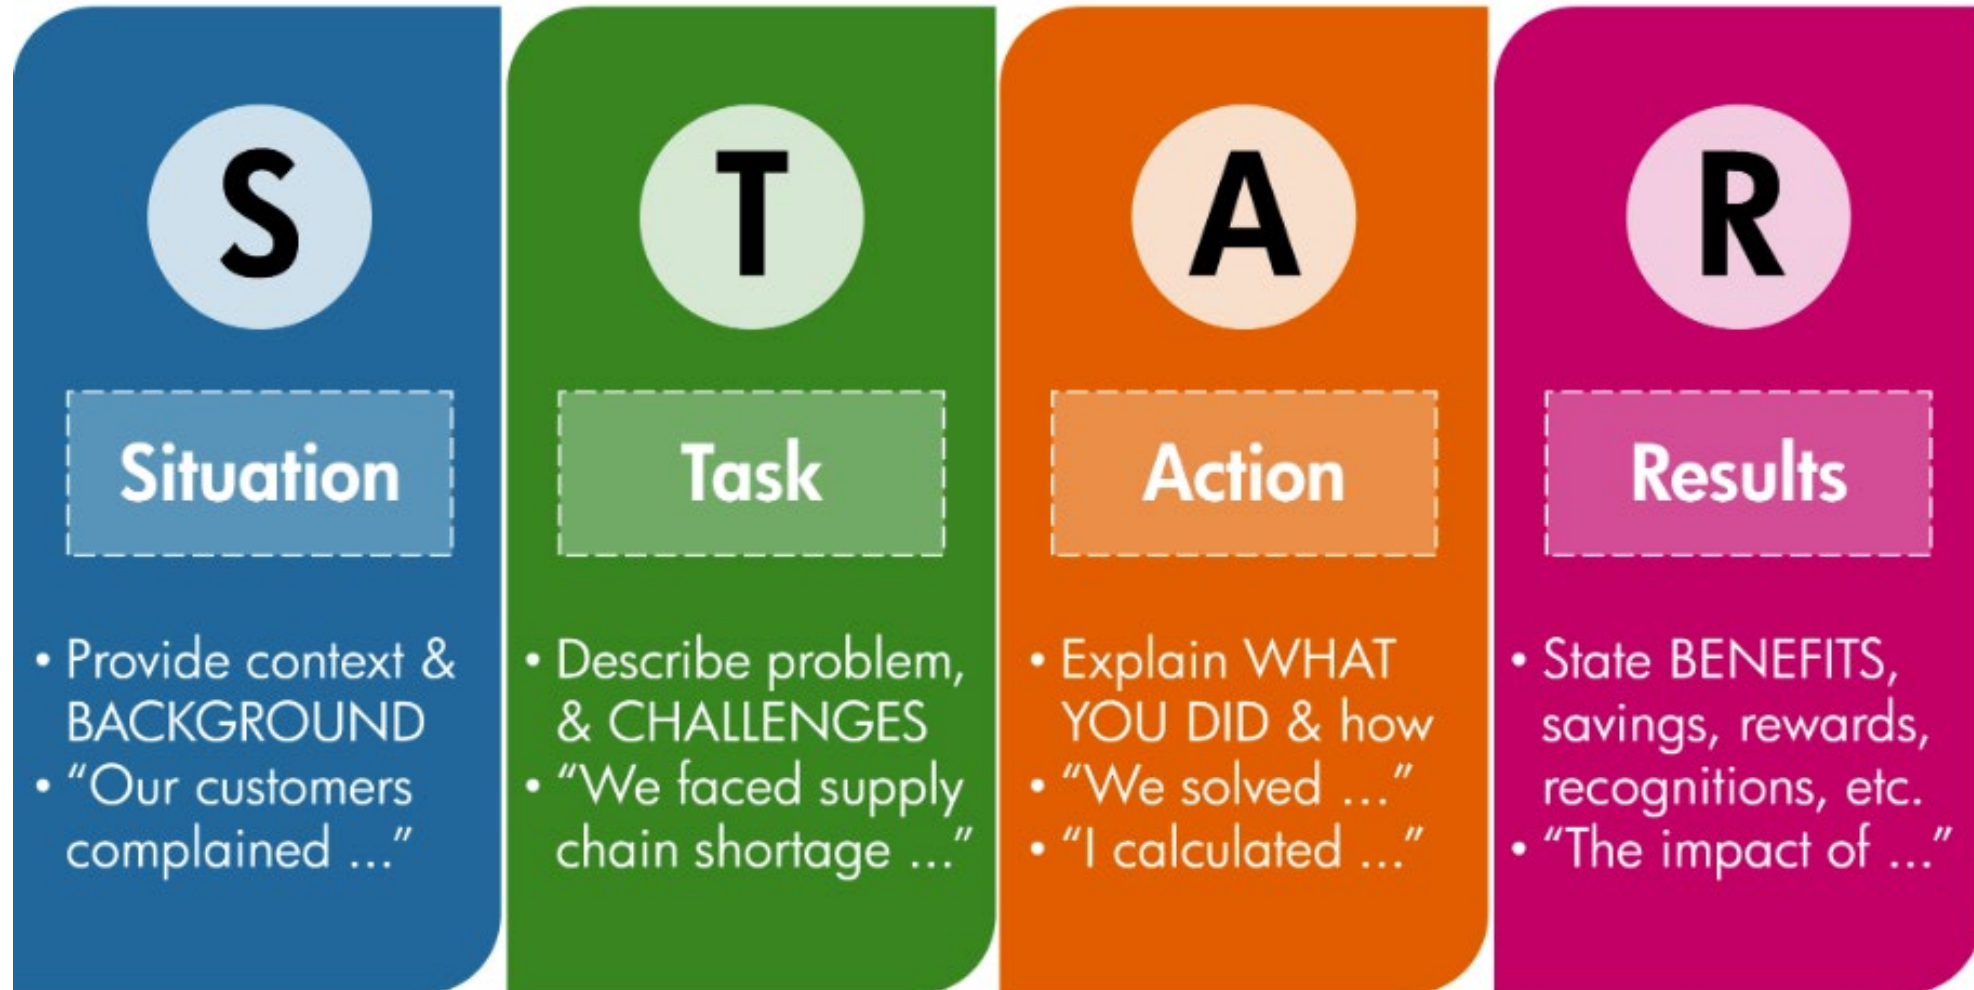 S
Situation
• Provide context &
BACKGROUND
• “Our customers
complained ...”
T
Task
• Describe problem,
& CHALLENGES
• “We faced supply
chain shortage ...”
A
Action
• Explain WHAT
YOU DID & how
• “We solved ...”
• “I calculated ...”
R
Results
• State BENEFITS,
savings, rewards,
recognitions, etc.
• “The impact of ...”